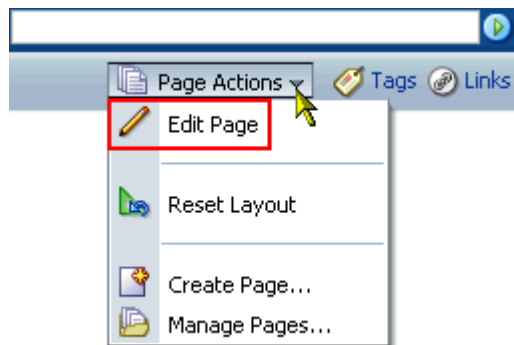 Page Actions Tags Links
Edit Page
Reset Layout
Create Page...
Manage Pages...